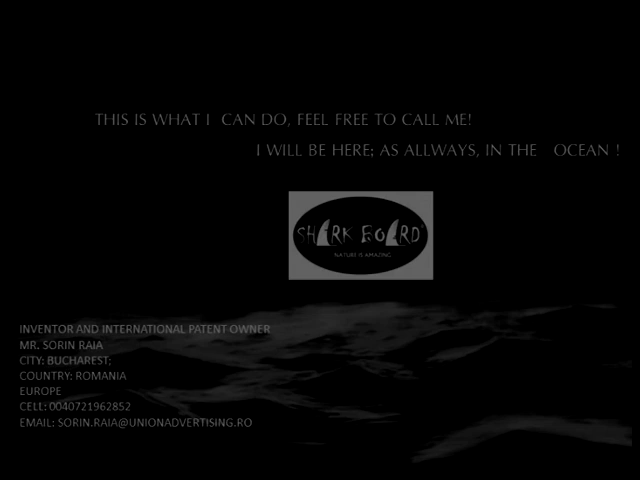 THIS IS WHAT I CAN DO, FEEL FREE TO CALL ME!
I WILL BE HERE; AS ALLWAYS, IN THE OCEAN !
SHARK BOARD
NATURE IS AMAZING
INVENTOR AND INTERNATIONAL PATENT OWNER
MR. SORIN RAIA
CITY: BUCHAREST;
COUNTRY: ROMANIA
EUROPE
CELL: 0040721962852
EMAIL: SORIN.RAIA@UNIONADVERTISING.RO